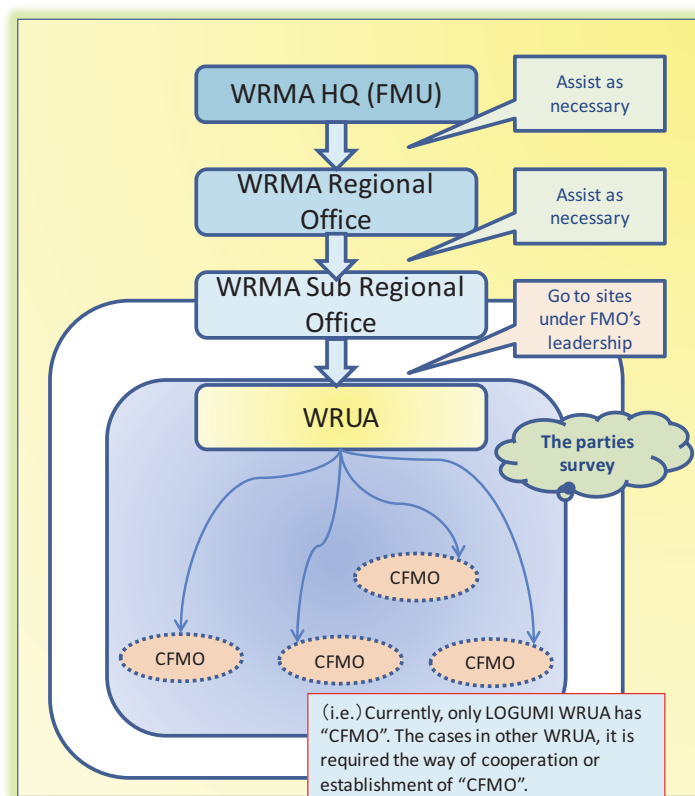 WRMA HQ (FMU)
Assist as
necessary
WRMA Regional
Office
Assist as
necessary
WRMA Sub Regional
Office
Go to sites
under FMO's
leadership
WRUA
The parties
survey
CFMO
CFMO
CFMO
CFMO
(i.e.) Currently, only LOGUMI WRUA has
“CFMO”. The cases in other WRUA, it is
required the way of cooperation or
establishment of “CFMO”.